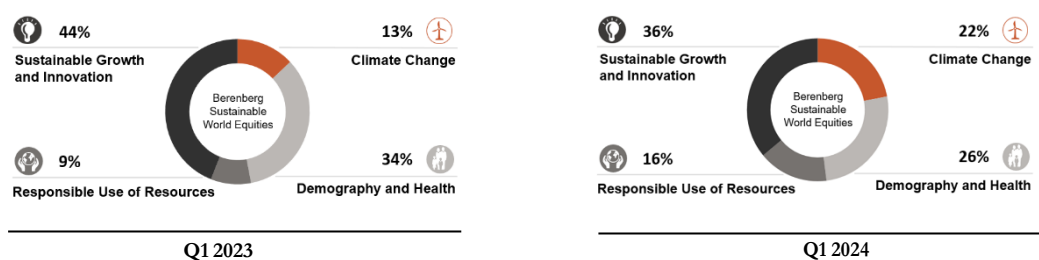 44%
13%
Sustainable Growth
and Innovation
Climate Change
Berenberg
Sustainable
World Equities
9%
34%
Responsible Use of Resources
Demography and Health
Q1 2023
36%
22%
Sustainable Growth
and Innovation
Climate Change
Berenberg
Sustainable
World Equities
16%
26%
Responsible Use of Resources
Demography and Health
Q1 2024